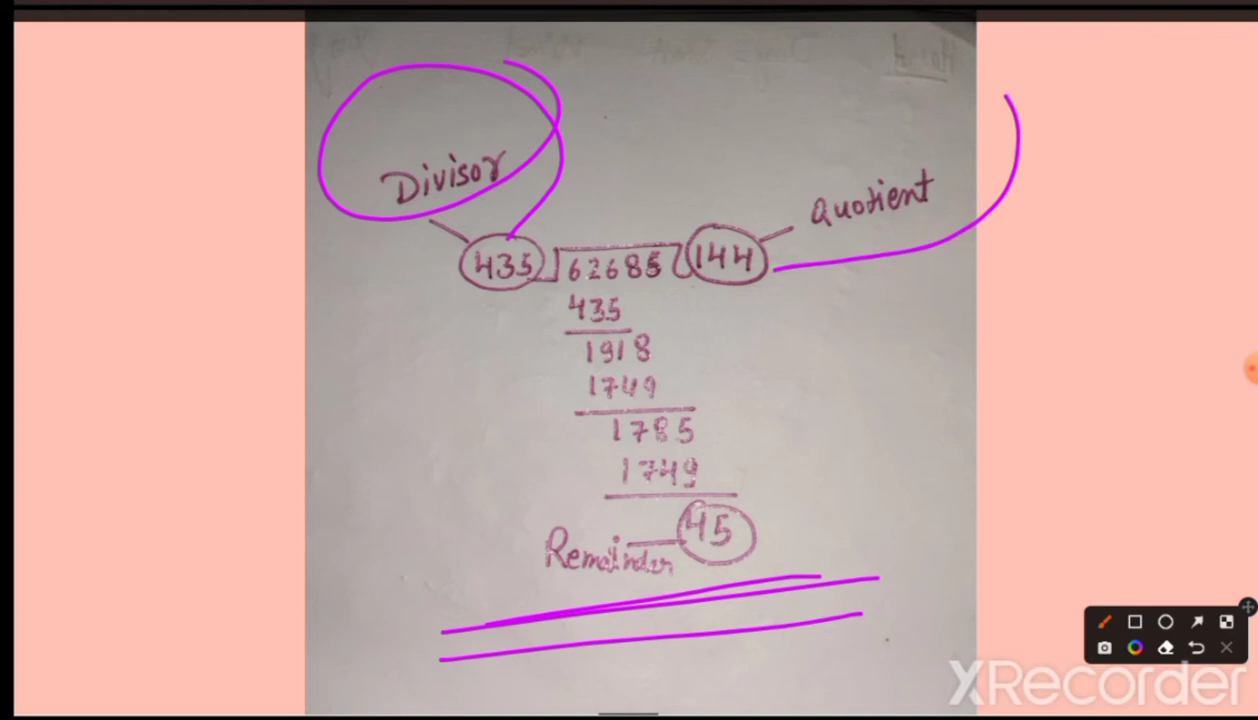 Divisor
Quotient
435 62685 144
435
1918
1749
1785
1749
45
Remainder
XRecorder